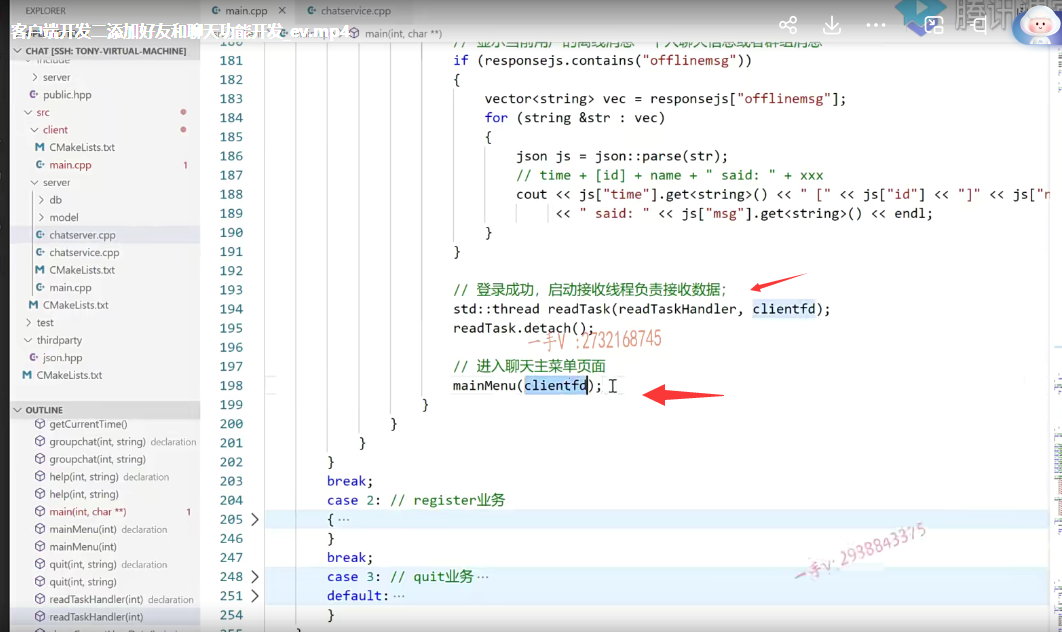 EXPLORER
main.cpp
chatserver.cpp
客户端开发二添加好友和聊天功能开发_ev.mp4
main(int, char **)
腾讯
CHAT [SSH: TONY-VIRTUAL-MACHINE]
include
server
public.hpp
src
client
CMakeLists.txt
main.cpp 1
server
db
model
chatserver.cpp
chatservice.cpp
CMakeLists.txt
main.cpp
CMakeLists.txt
test
thirdparty
json.hpp
CMakeLists.txt
OUTLINE
getCurrentTime()
groupchat(int, string) declaration
groupchat(int, string)
help(int, string) declaration
help(int, string)
main(int, char **) 1
mainMenu(int) declaration
mainMenu(int)
quit(int, string) declaration
quit(int, string)
readTaskHandler(int) declaration
readTaskHandler(int)
180 // 显示当前用户的离线消息 个人聊天信息或者群组消息
181 if (responsejs.contains("offlinemsg"))
182 {
183 vector<string> vec = responsejs["offlinemsg"];
184 for (string &str : vec)
185 {
186 json js = json::parse(str);
187 // time + [id] + name + " said: " + xxx
188 cout << js["time"].get<string>() << " [" << js["id"] << "]" << js["n
189 << " said: " << js["msg"].get<string>() << endl;
190 }
191 }
192
193 // 登录成功，启动接收线程负责接收数据;
194 std::thread readTask(readTaskHandler, clientfd);
195 readTask.detach();
196 一手V :2732168745
197 // 进入聊天主菜单页面
198 mainMenu(clientfd);
199 }
200 }
201 }
202 }
203 break;
204 case 2: // register业务
205 { ···
246 }
247 break;
248 case 3: // quit业务 ···
251 default: ···
254 }
255
一手V: 2938843375